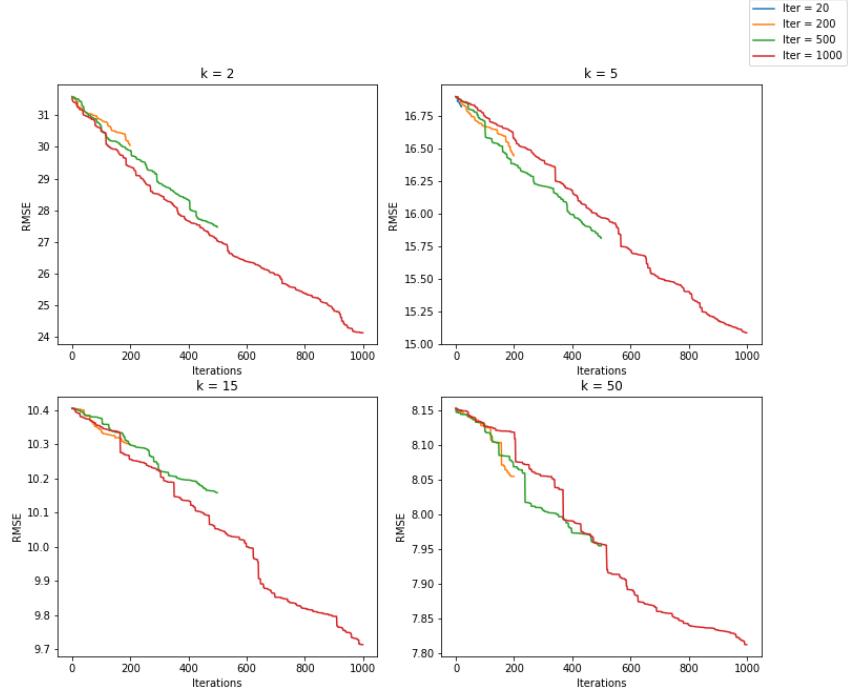 Iter = 20
Iter = 200
Iter = 500
Iter = 1000
k = 2
31
30
29
28
27
26
25
24
RMSE
0 200 400 600 800 1000
Iterations
k = 5
16.75
16.50
16.25
16.00
15.75
15.50
15.25
15.00
RMSE
0 200 400 600 800 1000
Iterations
k = 15
10.4
10.3
10.2
10.1
10.0
9.9
9.8
9.7
RMSE
0 200 400 600 800 1000
Iterations
k = 50
8.15
8.10
8.05
8.00
7.95
7.90
7.85
7.80
RMSE
0 200 400 600 800 1000
Iterations